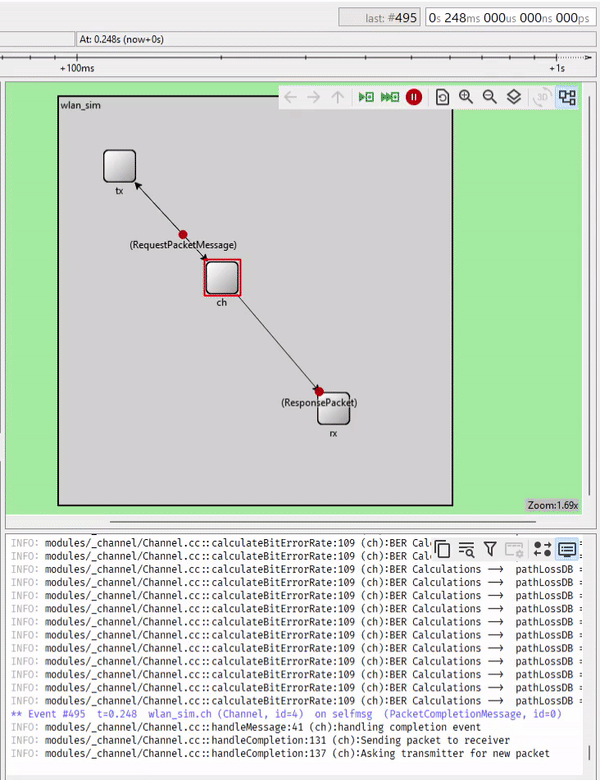 last: #495
0s 248ms 000us 000ns 000ps
At: 0.248s (now+0s)
+100ms
+1s
wlan_sim
3D
tx
(RequestPacketMessage)
ch
(ResponsePacket)
rx
Zoom:1.69x
INFO: modules/_channel/Channel.cc::calculateBitErrorRate:109 (ch):BER Calc
INFO: modules/_channel/Channel.cc::calculateBitErrorRate:109 (ch):BER Calcu
INFO: modules/_channel/Channel.cc::calculateBitErrorRate:109 (ch):BER Calculations ⟶ pathLossDB =
INFO: modules/_channel/Channel.cc::calculateBitErrorRate:109 (ch):BER Calculations ⟶ pathLossDB =
INFO: modules/_channel/Channel.cc::calculateBitErrorRate:109 (ch):BER Calculations ⟶ pathLossDB =
INFO: modules/_channel/Channel.cc::calculateBitErrorRate:109 (ch):BER Calculations ⟶ pathLossDB =
INFO: modules/_channel/Channel.cc::calculateBitErrorRate:109 (ch):BER Calculations ⟶ pathLossDB =
INFO: modules/_channel/Channel.cc::calculateBitErrorRate:109 (ch):BER Calculations ⟶ pathLossDB =
INFO: modules/_channel/Channel.cc::calculateBitErrorRate:109 (ch):BER Calculations ⟶ pathLossDB =
INFO: modules/_channel/Channel.cc::calculateBitErrorRate:109 (ch):BER Calculations ⟶ pathLossDB =
INFO: modules/_channel/Channel.cc::calculateBitErrorRate:109 (ch):BER Calculations ⟶ pathLossDB =
INFO: modules/_channel/Channel.cc::calculateBitErrorRate:109 (ch):BER Calculations ⟶ pathLossDB =
INFO: modules/_channel/Channel.cc::calculateBitErrorRate:109 (ch):BER Calculations ⟶ pathLossDB =
** Event #495 t=0.248 wlan_sim.ch (Channel, id=4) on selfmsg (PacketCompletionMessage, id=0)
INFO: modules/_channel/Channel.cc::handleMessage:41 (ch):handling completion event
INFO: modules/_channel/Channel.cc::handleCompletion:131 (ch):Sending packet to receiver
INFO: modules/_channel/Channel.cc::handleCompletion:137 (ch):Asking transmitter for new packet